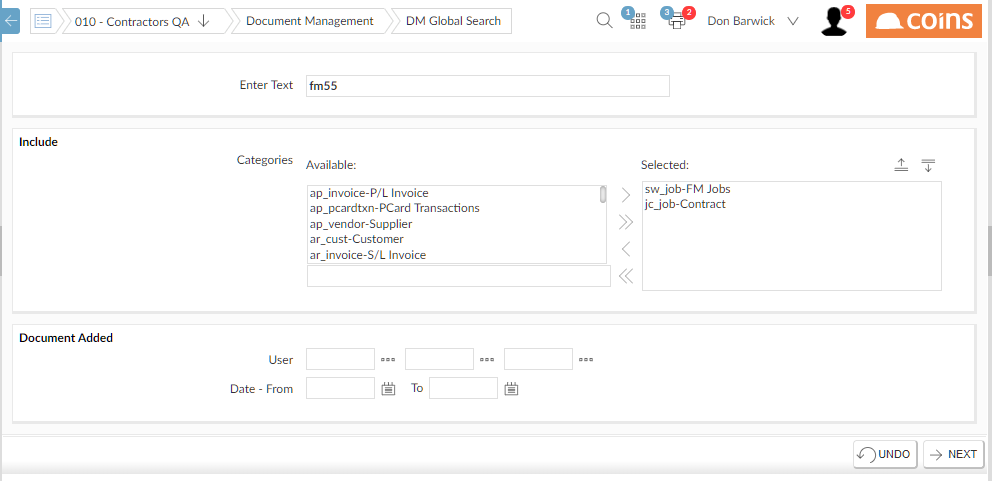 010 - Contractors QA
Document Management
DM Global Search
1
3
2
Don Barwick
5
coins
Enter Text
fm55
Include
Categories
Available:
Selected:
ap_invoice-P/L Invoice
ap_pcardtxn-PCard Transactions
ap_vendor-Supplier
ar_cust-Customer
ar_invoice-S/L Invoice
sw_job-FM Jobs
jc_job-Contract
Document Added
User
Date - From
To
UNDO
NEXT